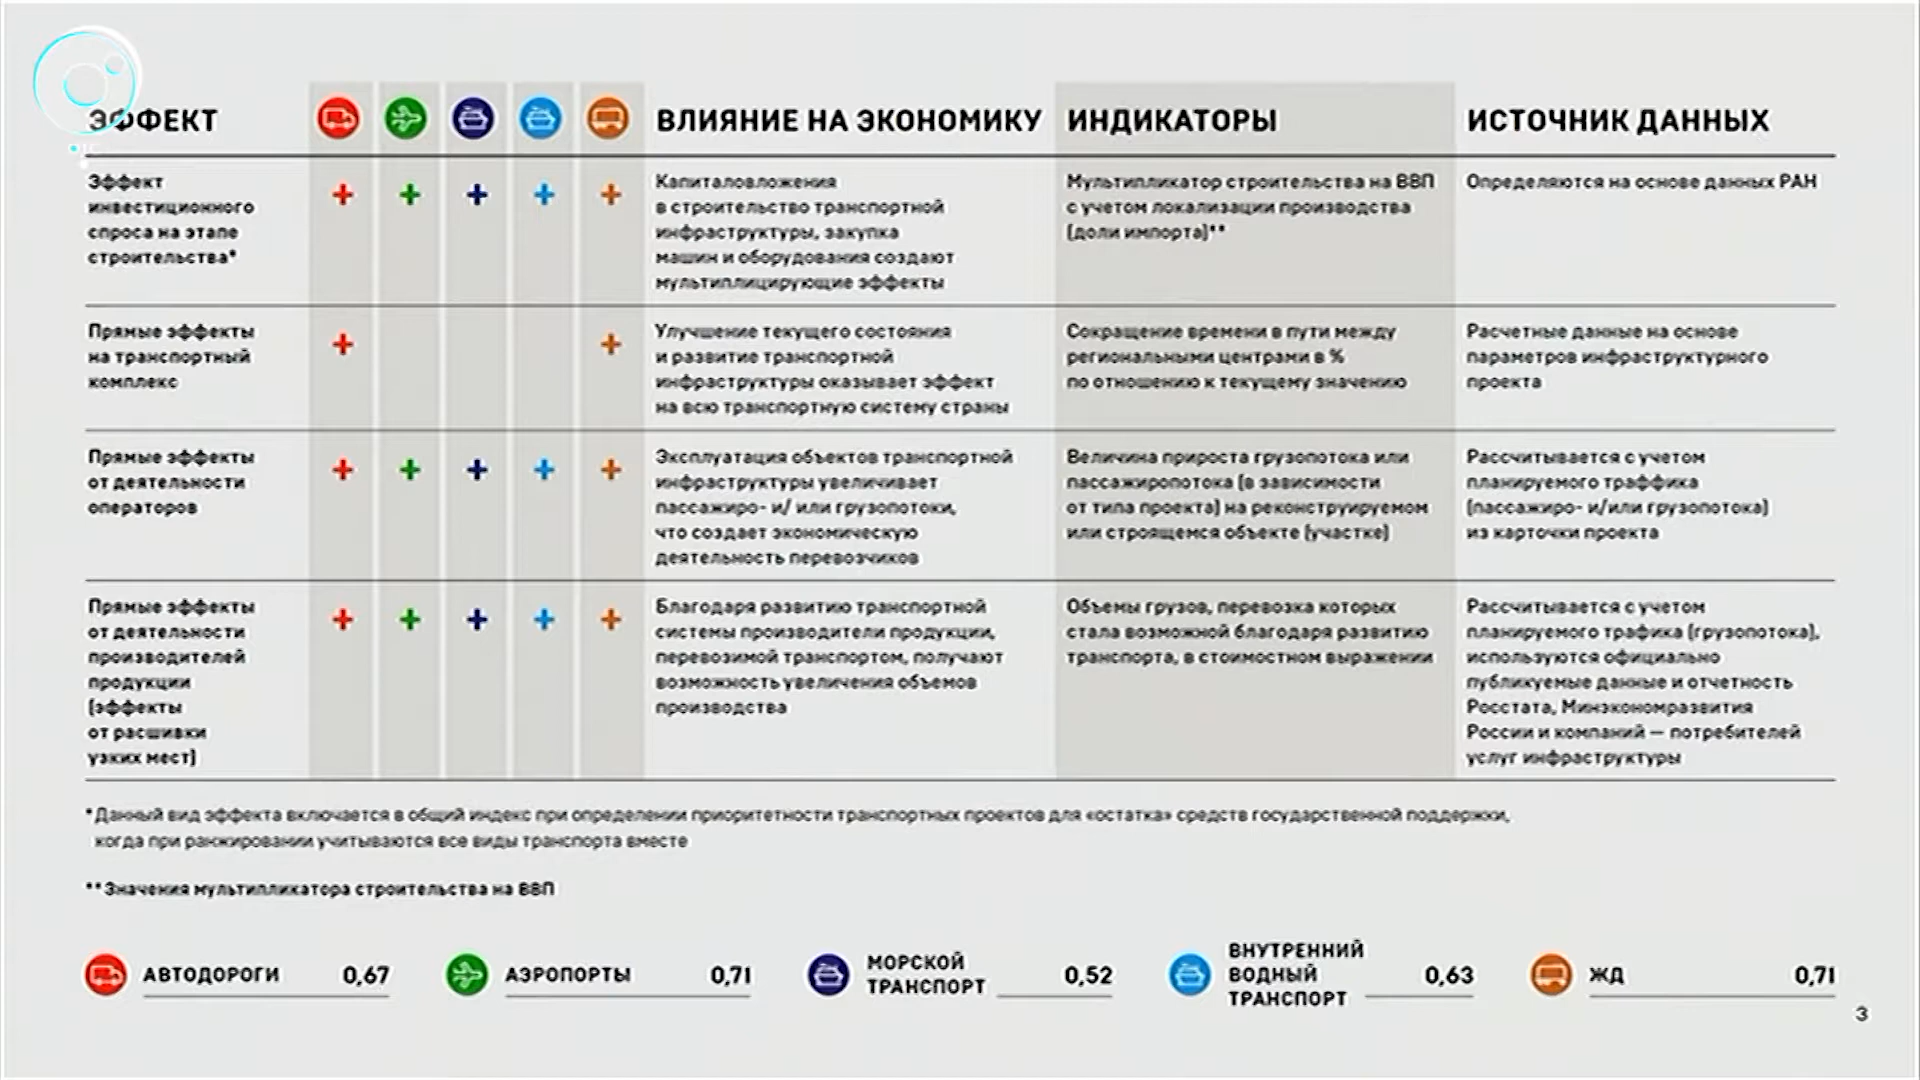 ЭФФЕКТ
ВЛИЯНИЕ НА ЭКОНОМИКУ
ИНДИКАТОРЫ
ИСТОЧНИК ДАННЫХ
Эффект
инвестиционного
спроса на этапе
строительства*
+ + + + +
Капиталовложения
в строительство транспортной
инфраструктуры, закупка
машин и оборудования создают
мультиплицирующие эффекты
Мультипликатор строительства на ВВП
с учетом локализации производства
(доли импорта)**
Определяются на основе данных РАН
Прямые эффекты
на транспортный
комплекс
+ +
Улучшение текущего состояния
и развитие транспортной
инфраструктуры оказывает эффект
на всю транспортную систему страны
Сокращение времени в пути между
региональными центрами в %
по отношению к текущему значению
Расчетные данные на основе
параметров инфраструктурного
проекта
Прямые эффекты
от деятельности
операторов
+ + + + +
Эксплуатация объектов транспортной
инфраструктуры увеличивает
пассажиро- и/ или грузопотоки,
что создает экономическую
деятельность перевозчиков
Величина прироста грузопотока или
пассажиропотока (в зависимости
от типа проекта) на реконструируемом
или строящемся объекте (участке)
Рассчитывается с учетом
планируемого траффика
(пассажиро- и/или грузопотока)
из карточки проекта
Прямые эффекты
от деятельности
производителей
продукции
(эффекты
от расшивки
узких мест)
+ + + + +
Благодаря развитию транспортной
системы производители продукции,
перевозимой транспортом, получают
возможность увеличения объемов
производства
Объемы грузов, перевозка которых
стала возможной благодаря развитию
транспорта, в стоимостном выражении
Рассчитывается с учетом
планируемого трафика (грузопотока),
используются официально
публикуемые данные и отчетность
Росстата, Минэкономразвития
России и компаний — потребителей
услуг инфраструктуры
* Данный вид эффекта включается в общий индекс при определении приоритетности транспортных проектов для «остатка» средств государственной поддержки,
когда при ранжировании учитываются все виды транспорта вместе
** Значения мультипликатора строительства на ВВП
АВТОДОРОГИ 0,67
АЭРОПОРТЫ 0,71
МОРСКОЙ
ТРАНСПОРТ 0,52
ВНУТРЕННИЙ
ВОДНЫЙ
ТРАНСПОРТ 0,63
ЖД 0,71
3